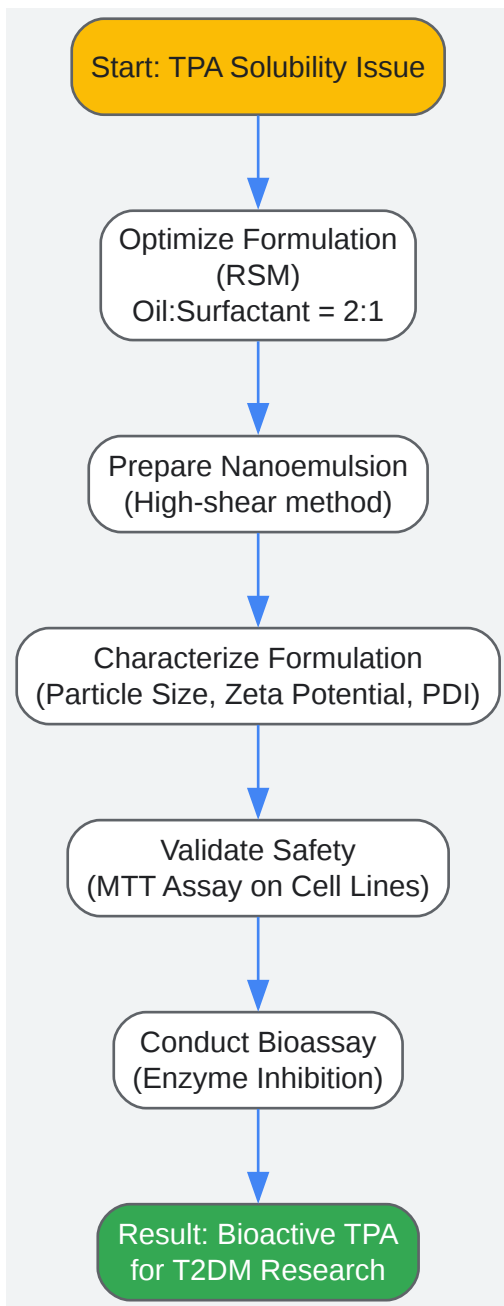 Start: TPA Solubility Issue
Optimize Formulation
(RSM)
Oil:Surfactant = 2:1
Prepare Nanoemulsion
(High-shear method)
Characterize Formulation
(Particle Size, Zeta Potential, PDI)
Validate Safety
(MTT Assay on Cell Lines)
Conduct Bioassay
(Enzyme Inhibition)
Result: Bioactive TPA
for T2DM Research